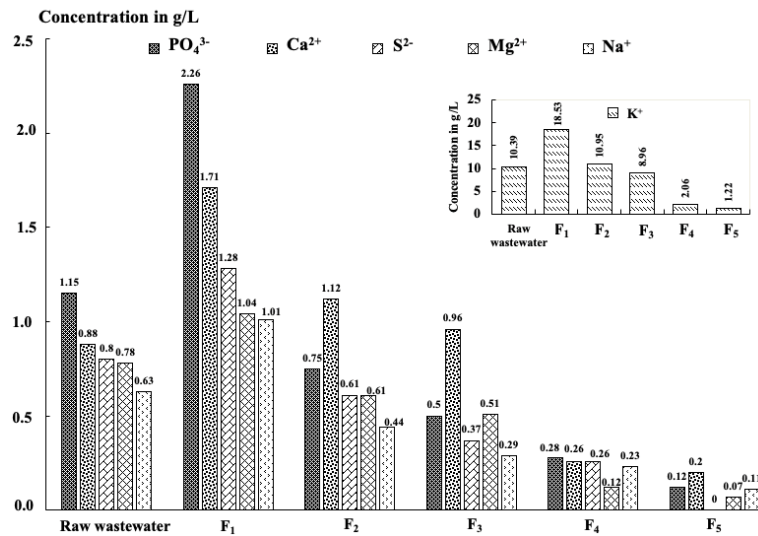 Concentration in g/L
PO₄³⁻ Ca²⁺ S²⁻ Mg²⁺ Na⁺
2.5
2.0
1.5
1.0
0.5
0.0
1.15 0.88 0.8 0.78 0.63
2.26 1.71 1.28 1.04 1.01
0.75 1.12 0.61 0.61 0.44
0.5 0.96 0.37 0.51 0.29
0.28 0.26 0.26 0.12 0.23
0.12 0.2 0 0.07 0.11
Raw wastewater F₁ F₂ F₃ F₄ F₅
Concentration in g/L
K⁺
25
20
15
10
5
0
10.39 18.53 10.95 8.96 2.06 1.22
Raw F₁ F₂ F₃ F₄ F₅
wastewater